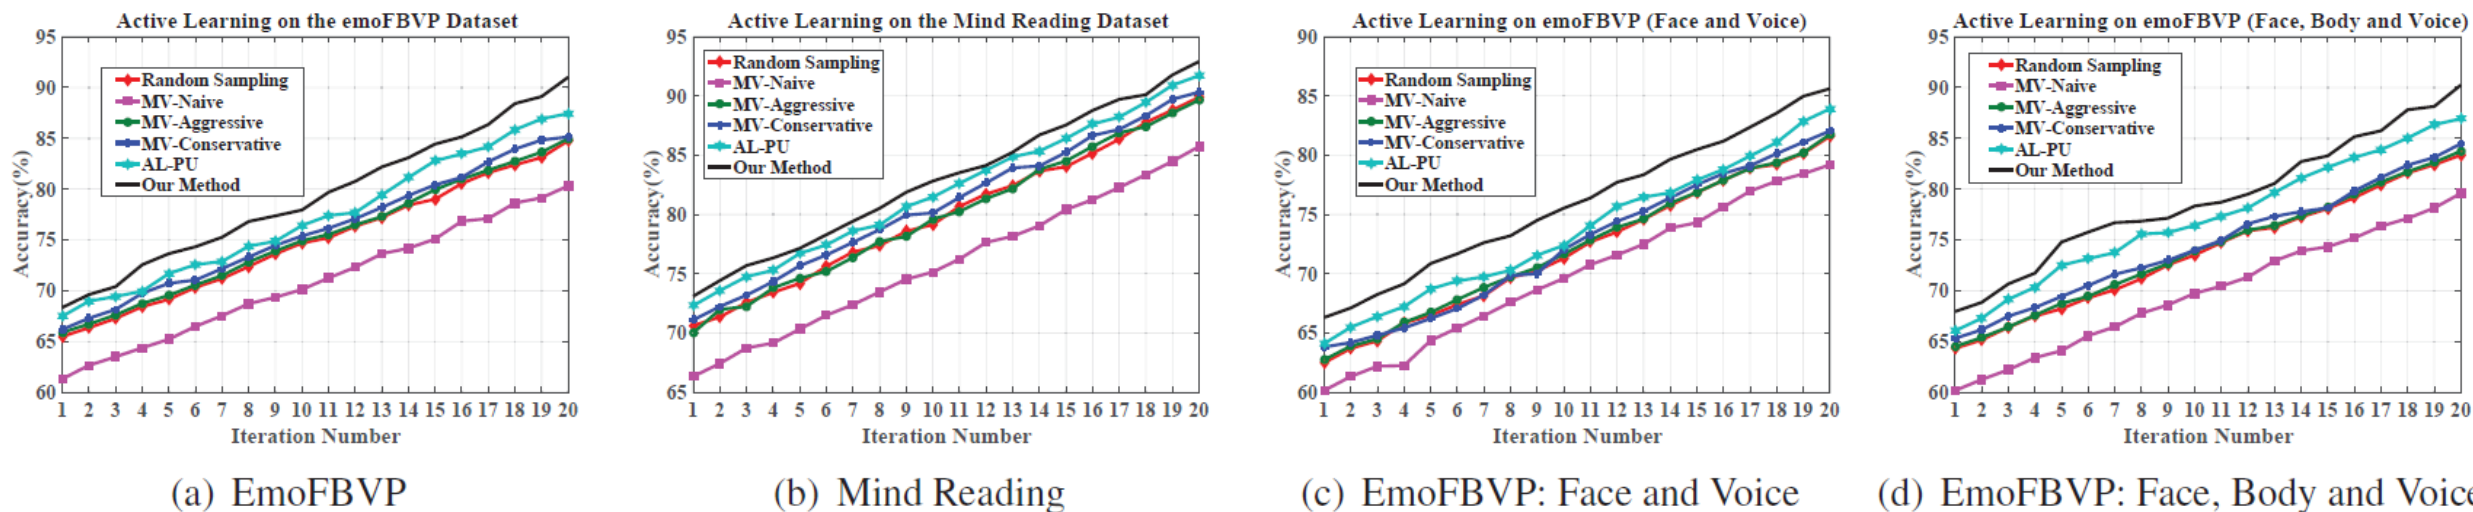 Active Learning on the emoFBVP Dataset
95
90
85
80
75
70
65
60
Accuracy(%)
Random Sampling
MV-Naive
MV-Aggressive
MV-Conservative
AL-PU
Our Method
1 2 3 4 5 6 7 8 9 10 11 12 13 14 15 16 17 18 19 20
Iteration Number
(a) EmoFBVP
Active Learning on the Mind Reading Dataset
95
90
85
80
75
70
65
Accuracy(%)
Random Sampling
MV-Naive
MV-Aggressive
MV-Conservative
AL-PU
Our Method
1 2 3 4 5 6 7 8 9 10 11 12 13 14 15 16 17 18 19 20
Iteration Number
(b) Mind Reading
Active Learning on emoFBVP (Face and Voice)
90
85
80
75
70
65
60
Accuracy(%)
Random Sampling
MV-Naive
MV-Aggressive
MV-Conservative
AL-PU
Our Method
1 2 3 4 5 6 7 8 9 10 11 12 13 14 15 16 17 18 19 20
Iteration Number
(c) EmoFBVP: Face and Voice
Active Learning on emoFBVP (Face, Body and Voice)
95
90
85
80
75
70
65
60
Accuracy(%)
Random Sampling
MV-Naive
MV-Aggressive
MV-Conservative
AL-PU
Our Method
1 2 3 4 5 6 7 8 9 10 11 12 13 14 15 16 17 18 19 20
Iteration Number
(d) EmoFBVP: Face, Body and Voice